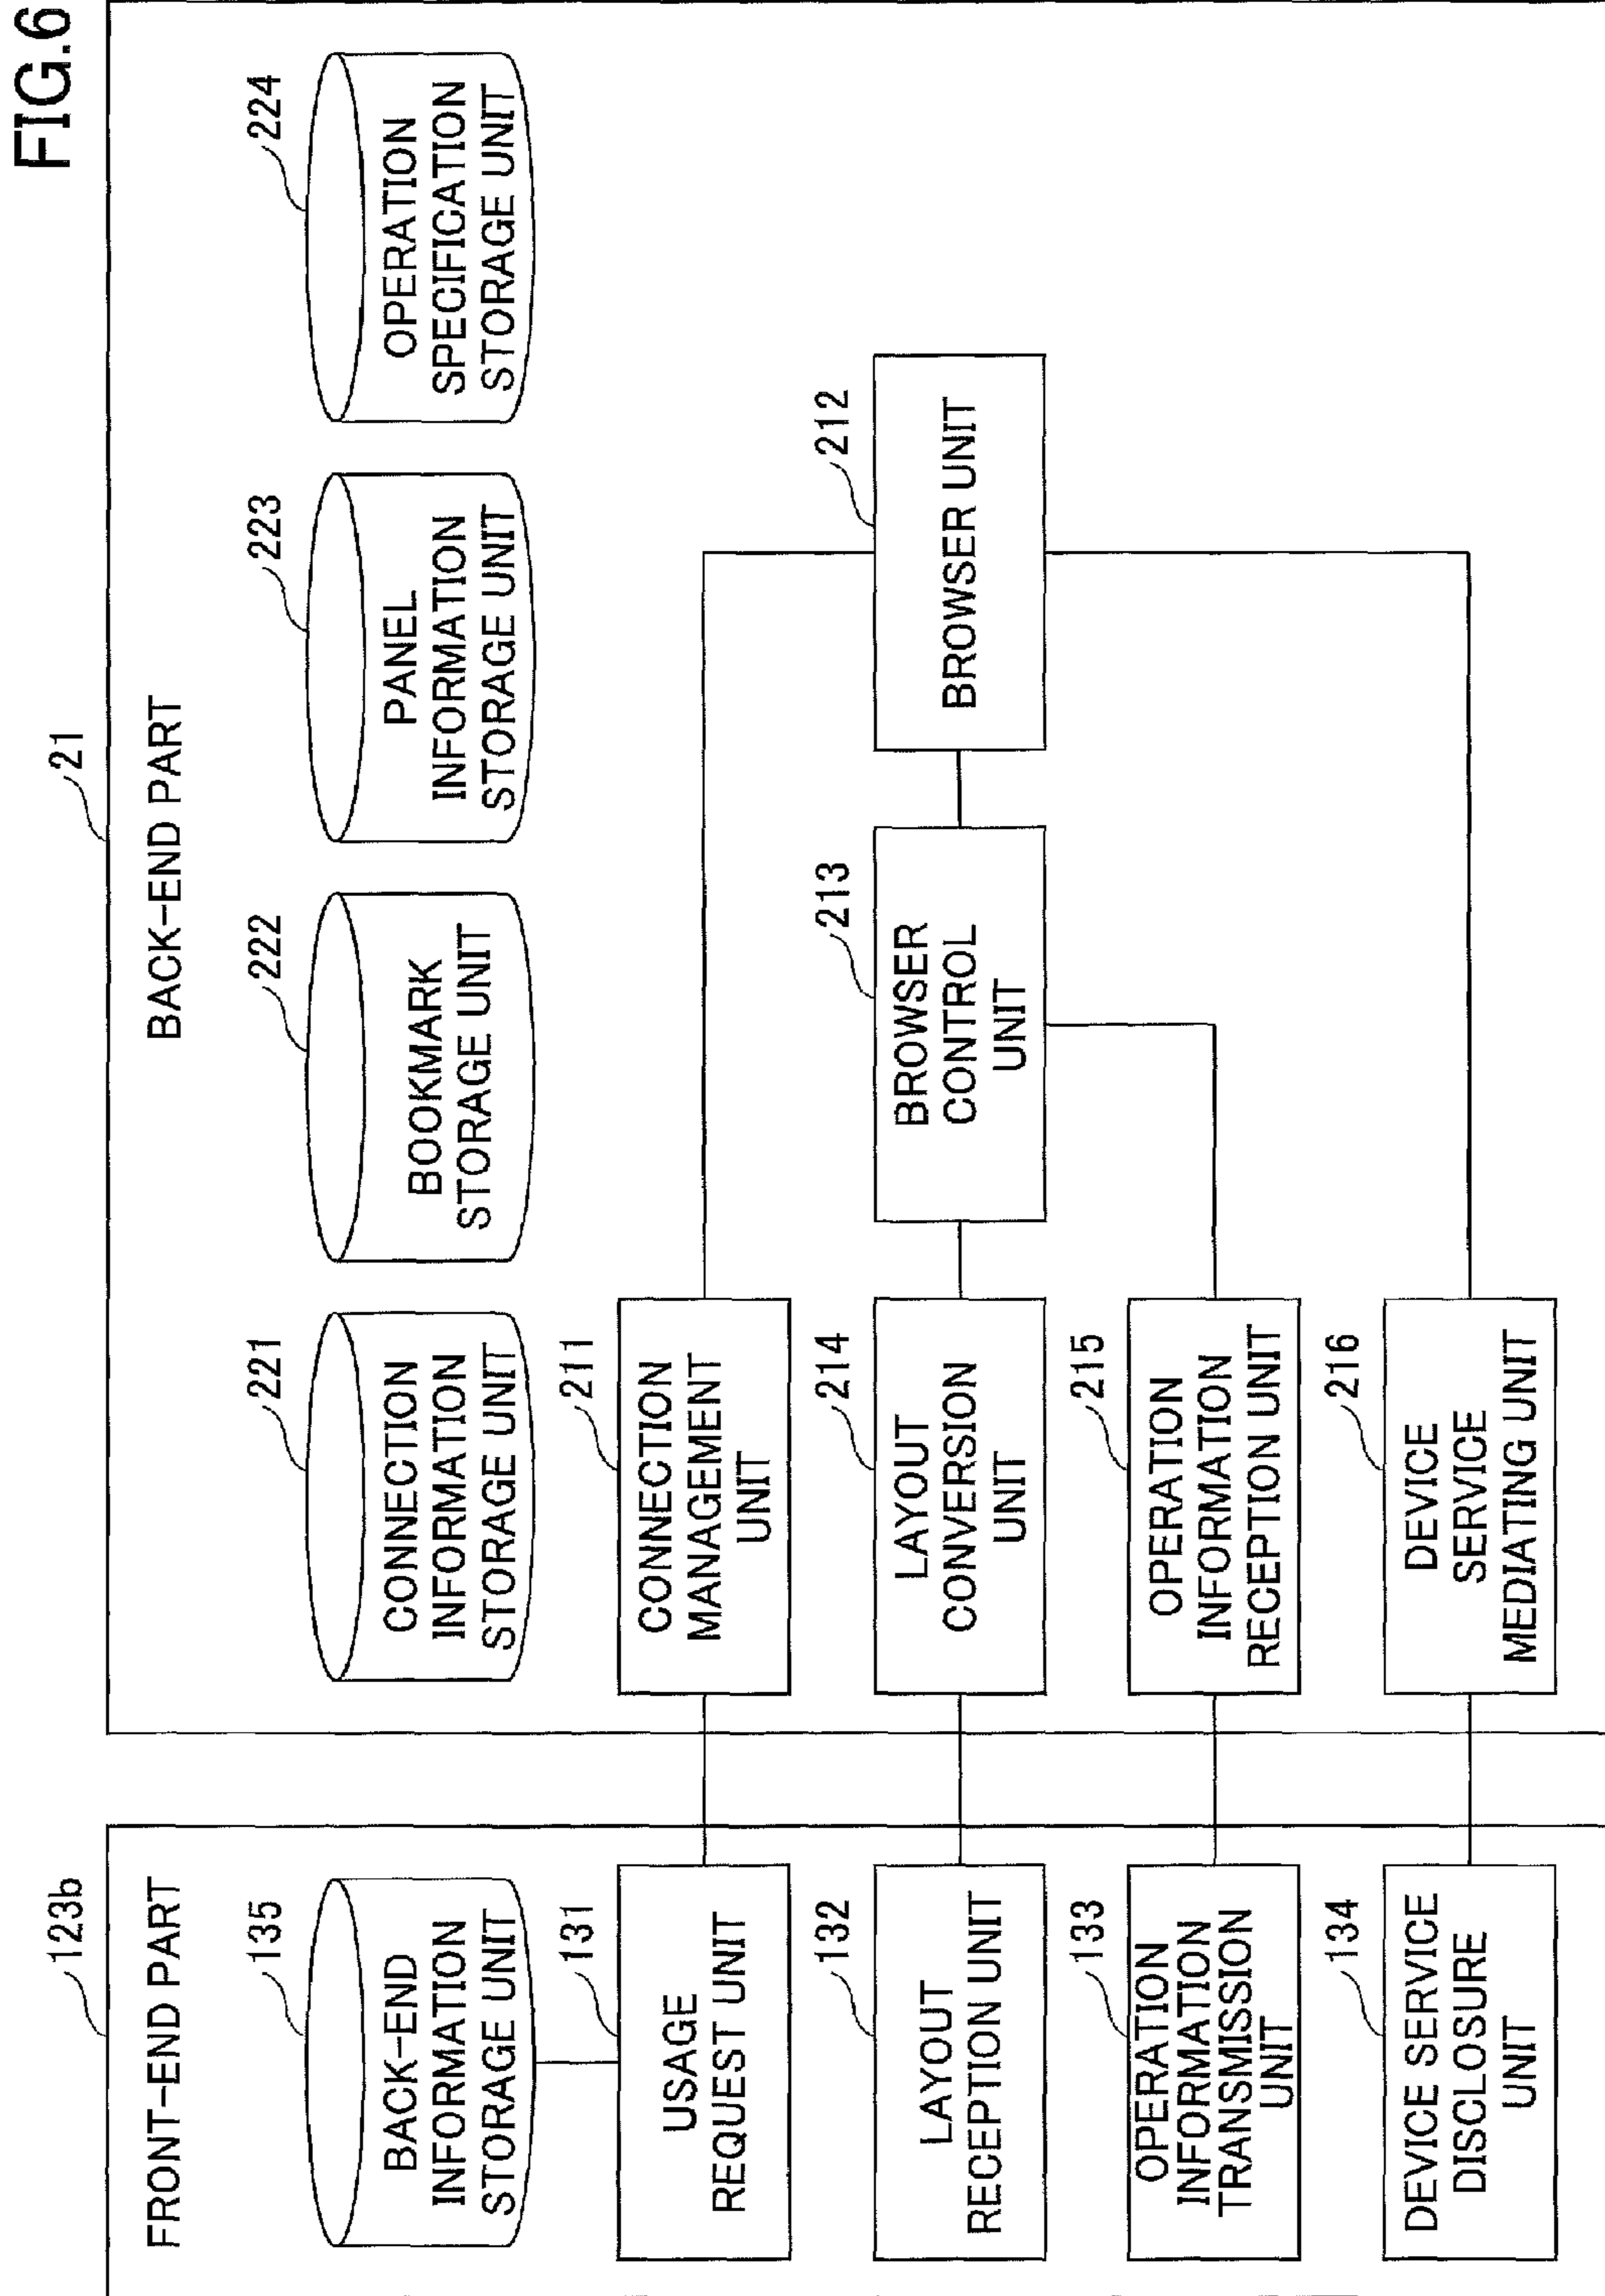 FIG.6
123b
FRONT-END PART
135
BACK-END
INFORMATION
STORAGE UNIT
131
USAGE
REQUEST UNIT
132
LAYOUT
RECEPTION UNIT
133
OPERATION
INFORMATION
TRANSMISSION
UNIT
134
DEVICE SERVICE
DISCLOSURE
UNIT
21
BACK-END PART
221
CONNECTION
INFORMATION
STORAGE UNIT
222
BOOKMARK
STORAGE UNIT
223
PANEL
INFORMATION
STORAGE UNIT
224
OPERATION
SPECIFICATION
STORAGE UNIT
211
CONNECTION
MANAGEMENT
UNIT
214
LAYOUT
CONVERSION
UNIT
213
BROWSER
CONTROL
UNIT
212
BROWSER UNIT
215
OPERATION
INFORMATION
RECEPTION UNIT
216
DEVICE
SERVICE
MEDIATING UNIT